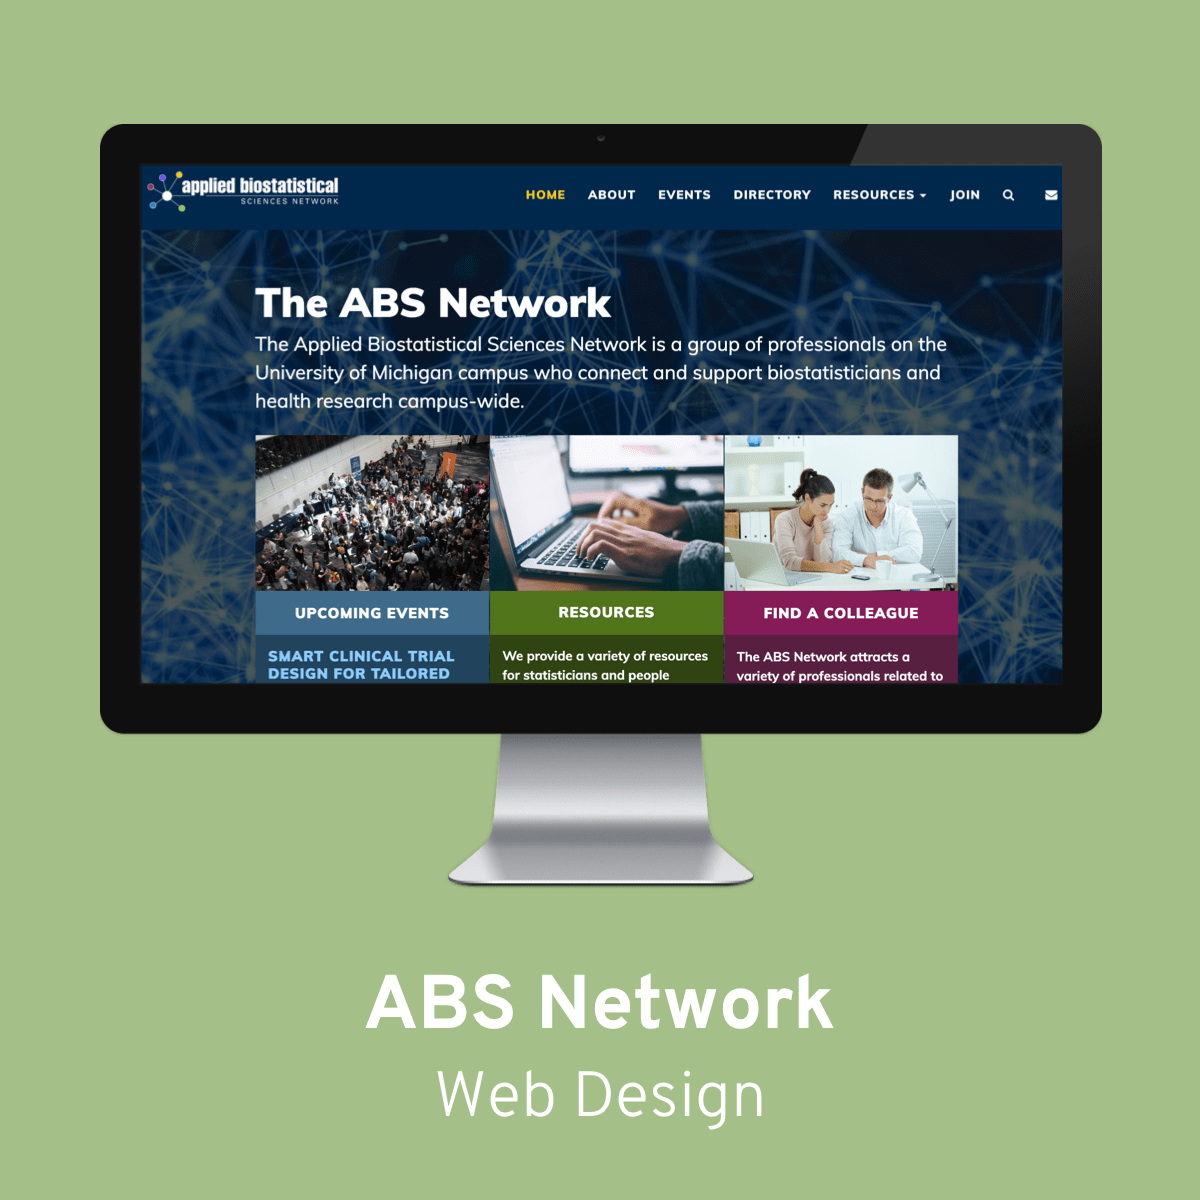 applied biostatistical
SCIENCES NETWORK
HOME ABOUT EVENTS DIRECTORY RESOURCES JOIN
The ABS Network
The Applied Biostatistical Sciences Network is a group of professionals on the
University of Michigan campus who connect and support biostatisticians and
health research campus-wide.
UPCOMING EVENTS
SMART CLINICAL TRIAL
DESIGN FOR TAILORED
RESOURCES
We provide a variety of resources
for statisticians and people
FIND A COLLEAGUE
The ABS Network attracts a
variety of professionals related to
ABS Network
Web Design